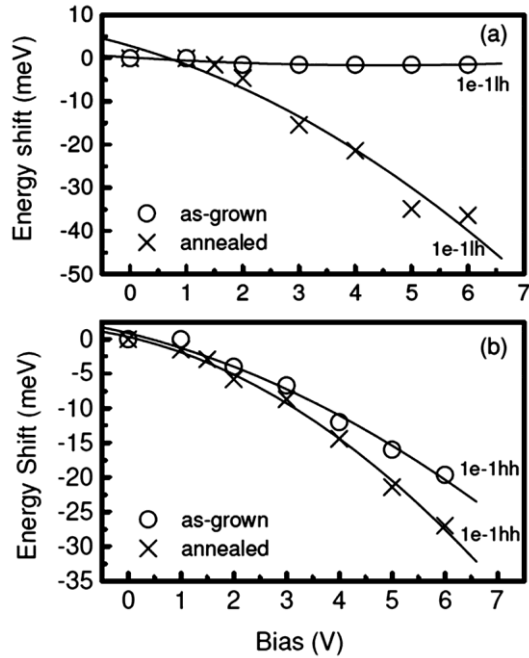 10
0
-10
-20
-30
-40
-50
Energy shift (meV)
(a)
1e-1lh
as-grown
annealed
1e-1lh
0 1 2 3 4 5 6 7
0
-5
-10
-15
-20
-25
-30
-35
Energy Shift (meV)
(b)
1e-1hh
as-grown
annealed
1e-1hh
0 1 2 3 4 5 6 7
Bias (V)